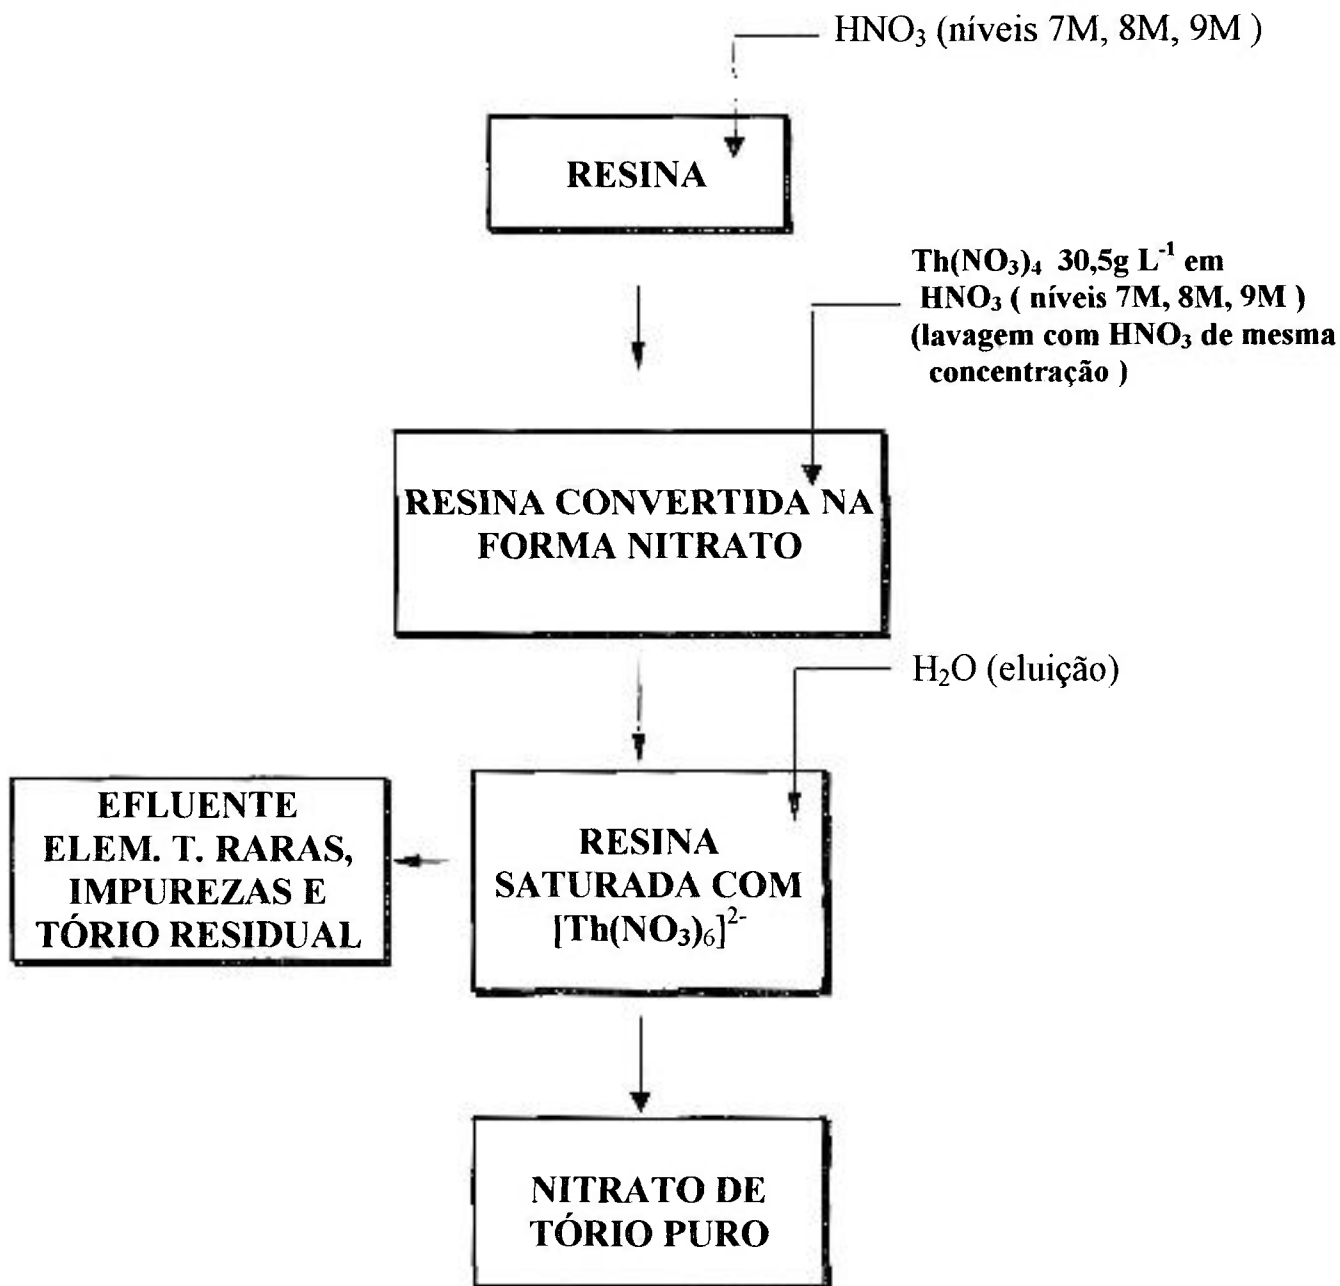 HNO₃ (níveis 7M, 8M, 9M )
RESINA
Th(NO₃)₄ 30,5g L⁻¹ em
HNO₃ ( níveis 7M, 8M, 9M )
(lavagem com HNO₃ de mesma
concentração )
RESINA CONVERTIDA NA
FORMA NITRATO
H₂O (eluição)
EFLUENTE
ELEM. T. RARAS,
IMPUREZAS E
TÓRIO RESIDUAL
RESINA
SATURADA COM
[Th(NO₃)₆]²⁻
NITRATO DE
TÓRIO PURO